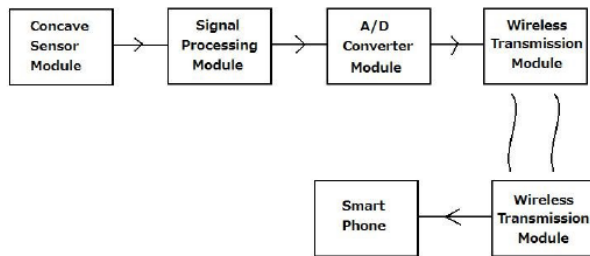 Concave
Sensor
Module
Signal
Processing
Module
A/D
Converter
Module
Wireless
Transmission
Module
Smart
Phone
Wireless
Transmission
Module